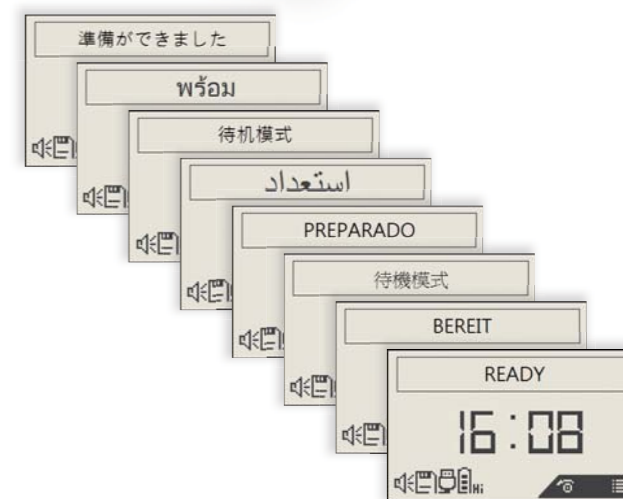 準備ができました
พร้อม
待机模式
استعداد
PREPARADO
待機模式
BEREIT
READY
16:08
Hi